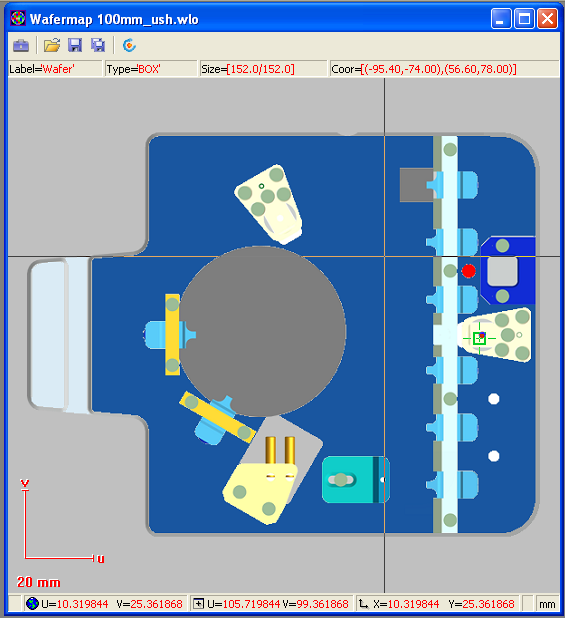 Wafermap 100mm_ush.wlo
Label='Wafer' Type='BOX' Size=[152.0/152.0] Coor=[(-95.40,-74.00),(56.60,78.00)]
v
u
20 mm
U=10.319844 V=25.361868 U=105.719844 V=99.361868 X=10.319844 Y=25.361868 mm